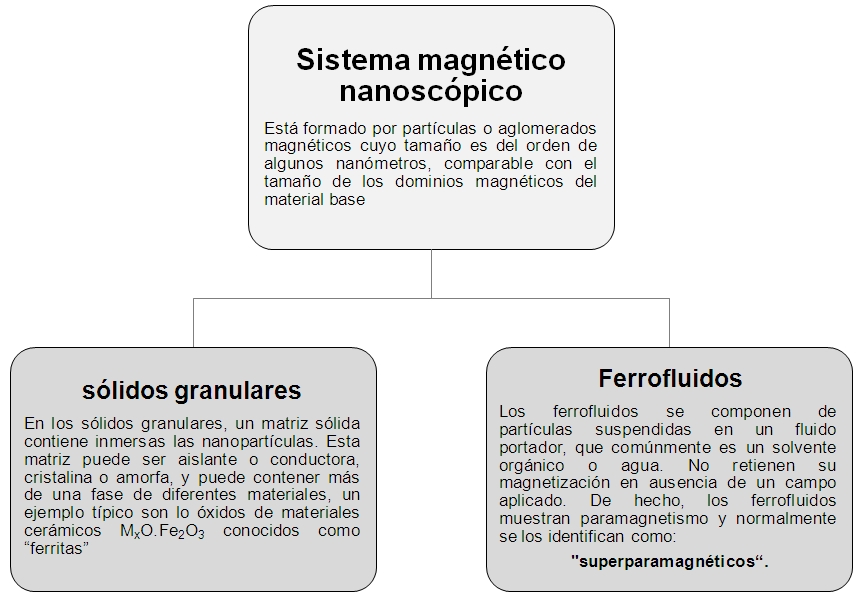 Sistema magnético
nanoscópico
Está formado por partículas o aglomerados
magnéticos cuyo tamaño es del orden de
algunos nanómetros, comparable con el
tamaño de los dominios magnéticos del
material base
sólidos granulares
En los sólidos granulares, un matriz sólida
contiene inmersas las nanopartículas. Esta
matriz puede ser aislante o conductora,
cristalina o amorfa, y puede contener más
de una fase de diferentes materiales, un
ejemplo típico son lo óxidos de materiales
cerámicos MₓO.Fe₂O₃ conocidos como
“ferritas”
Ferrofluidos
Los ferrofluidos se componen de
partículas suspendidas en un fluido
portador, que comúnmente es un solvente
orgánico o agua. No retienen su
magnetización en ausencia de un campo
aplicado. De hecho, los ferrofluidos
muestran paramagnetismo y normalmente
se los identifican como:
"superparamagnéticos“.